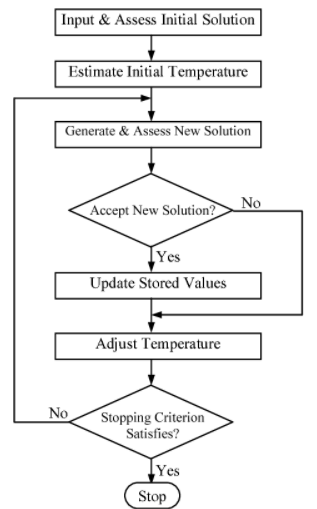 Input & Assess Initial Solution
Estimate Initial Temperature
Generate & Assess New Solution
Accept New Solution?
No
Yes
Update Stored Values
Adjust Temperature
No
Stopping Criterion
Satisfies?
Yes
Stop